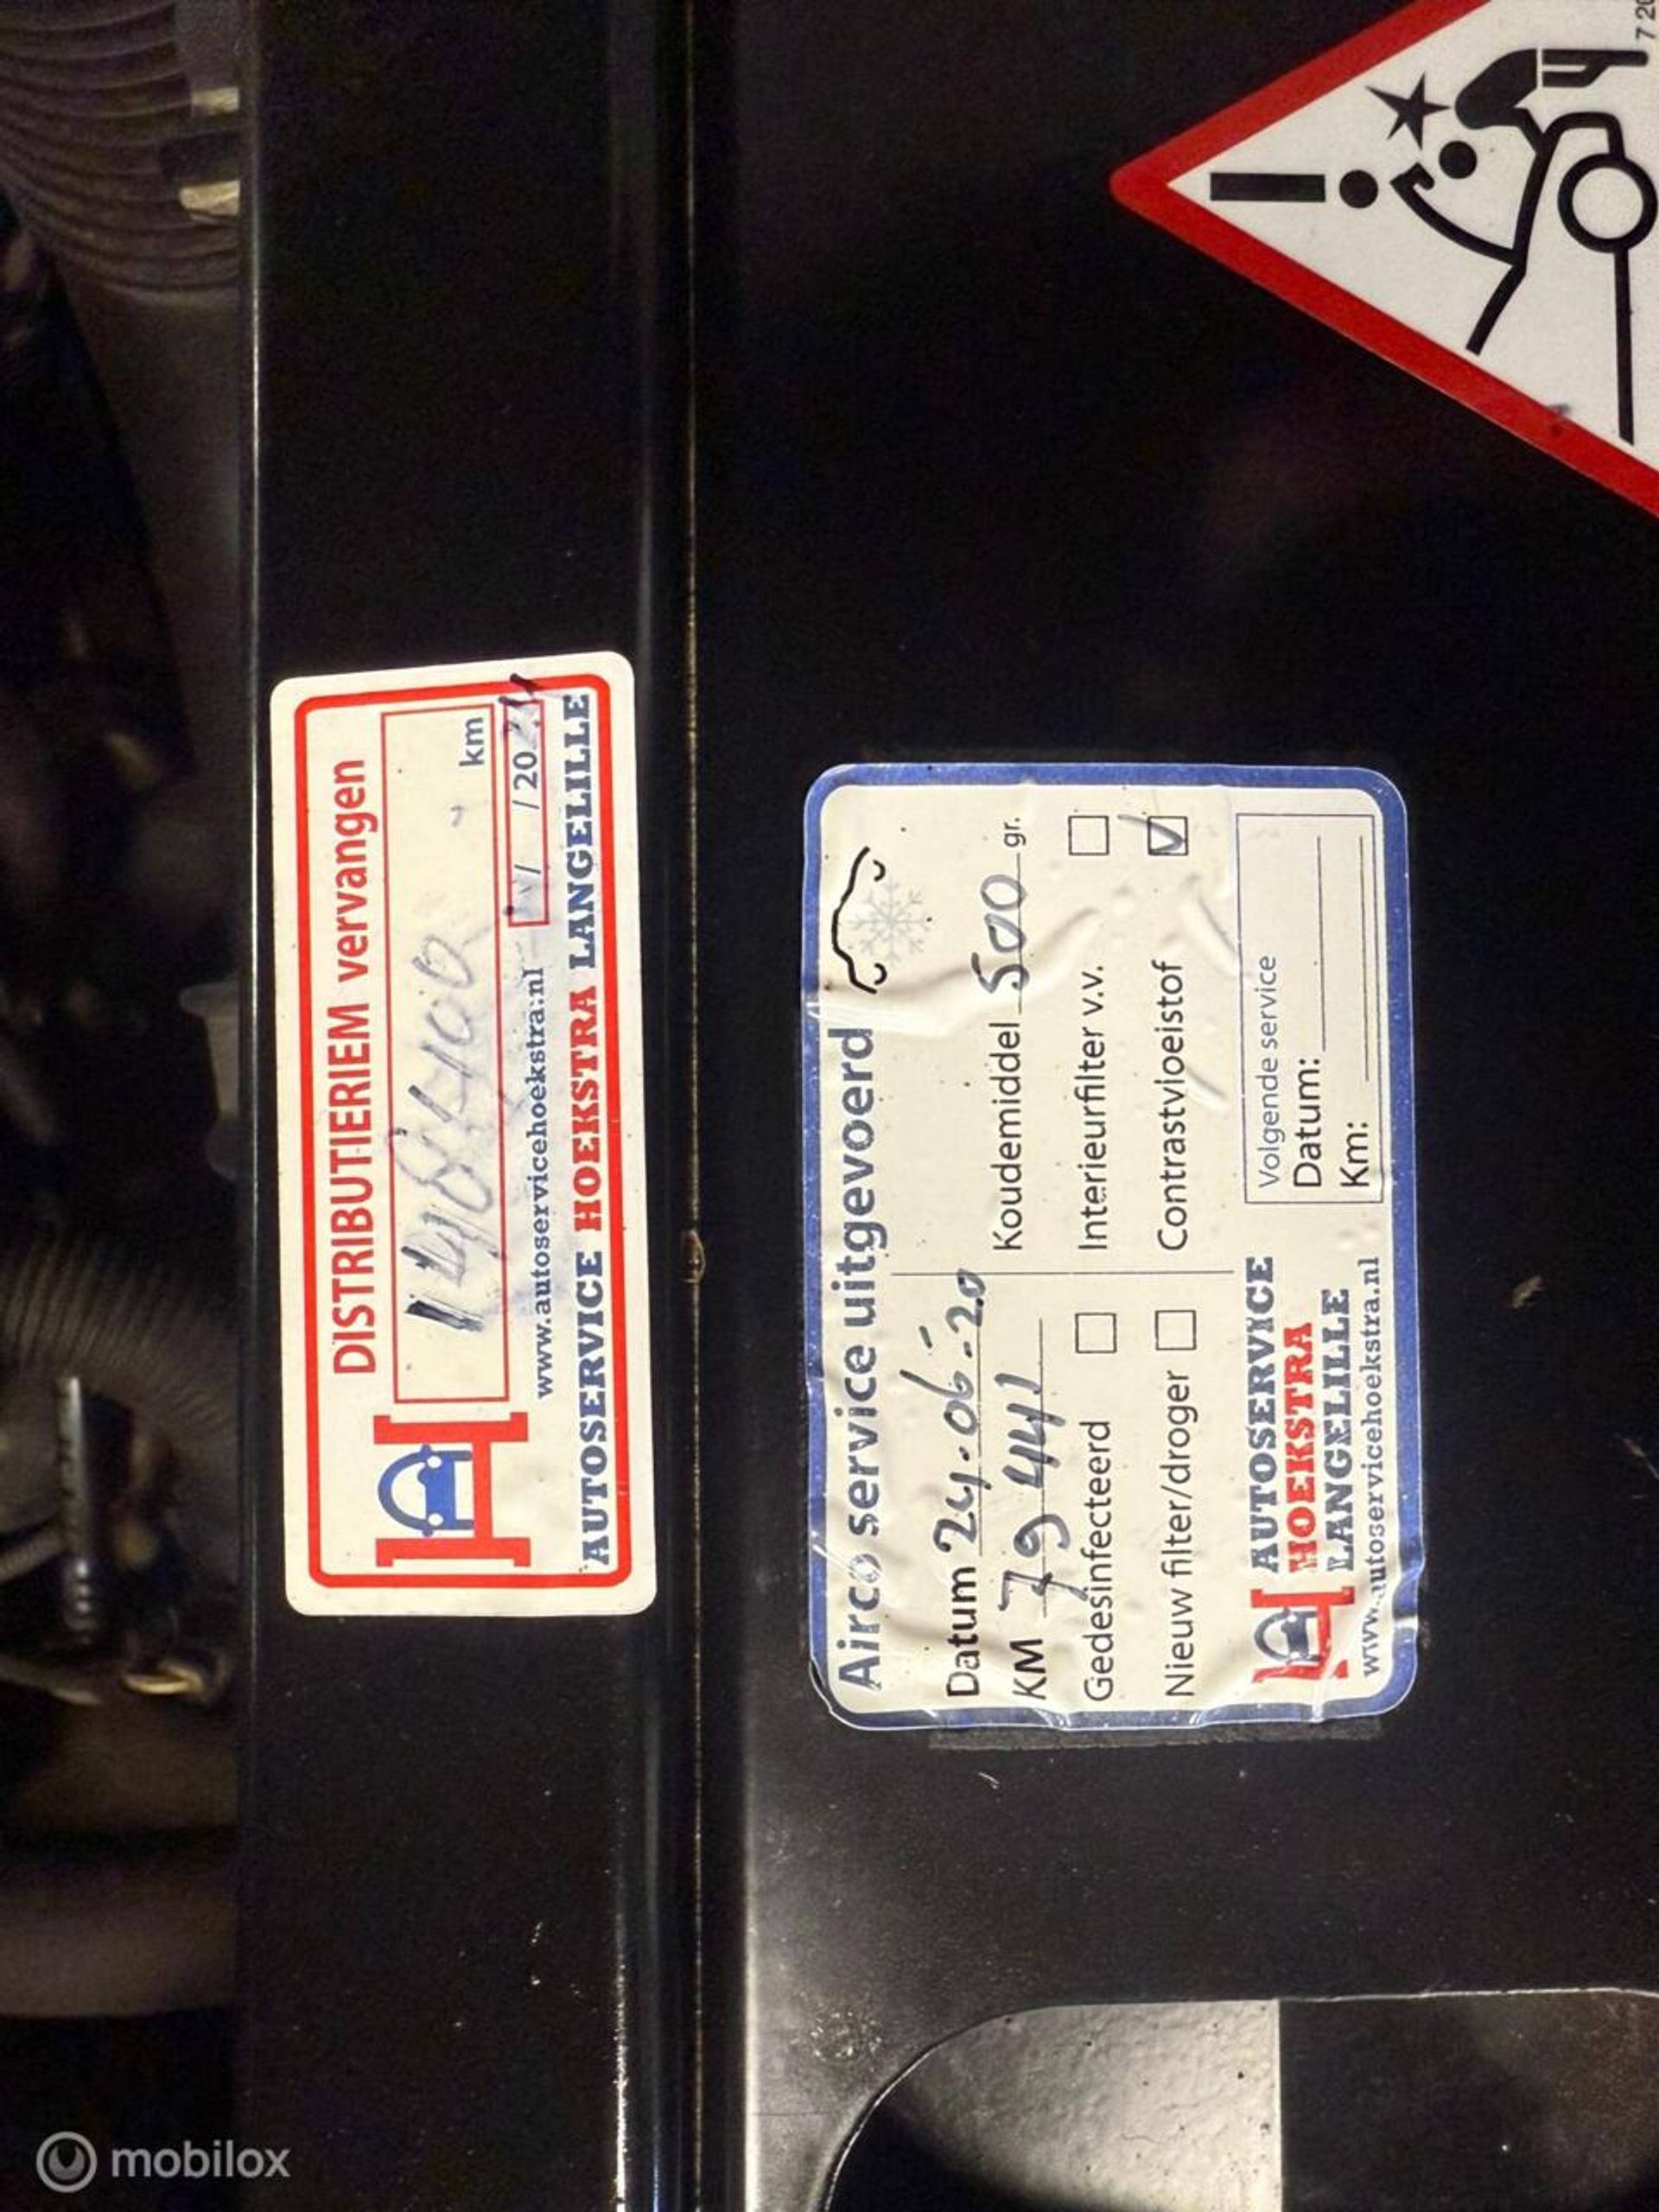 DISTRIBUTIERIEM vervangen
km
www.autoservicehoekstra.nl / /20
AUTOSERVICE HOEKSTRA LANGELILLE
Airco service uitgevoerd
Datum 24-06-20
KM 79441
Koudemiddel 500 gr.
Gedesinfecteerd
Interieurfilter v.v.
Nieuw filter/droger
Contrastvloeistof
AUTOSERVICE
HOEKSTRA
LANGELILLE
www.autoservicehoekstra.nl
Volgende service
Datum:
Km:
mobilox